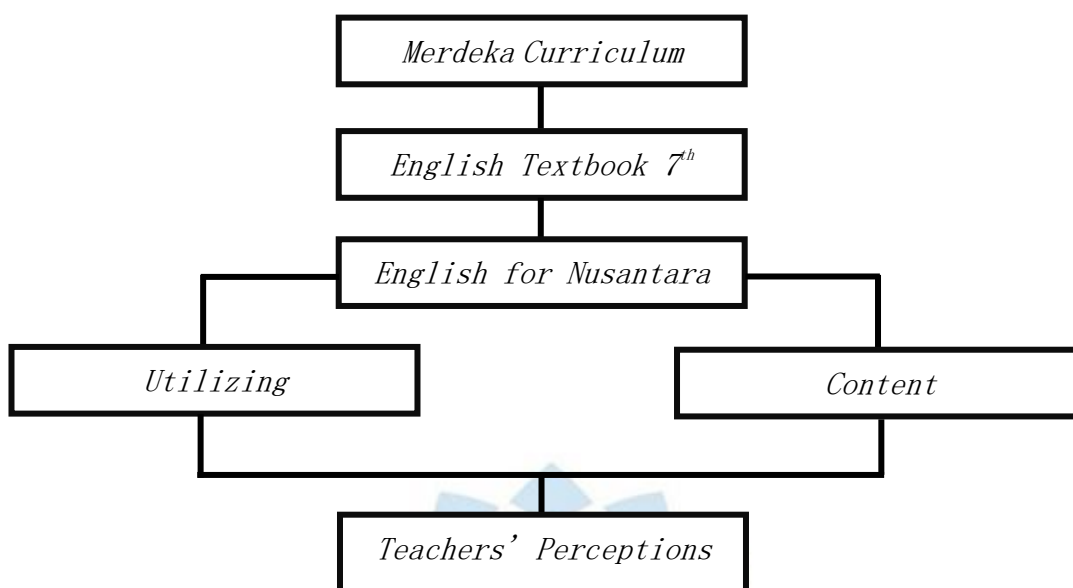 Merdeka Curriculum
English Textbook 7th
English for Nusantara
Utilizing
Content
Teachers’ Perceptions